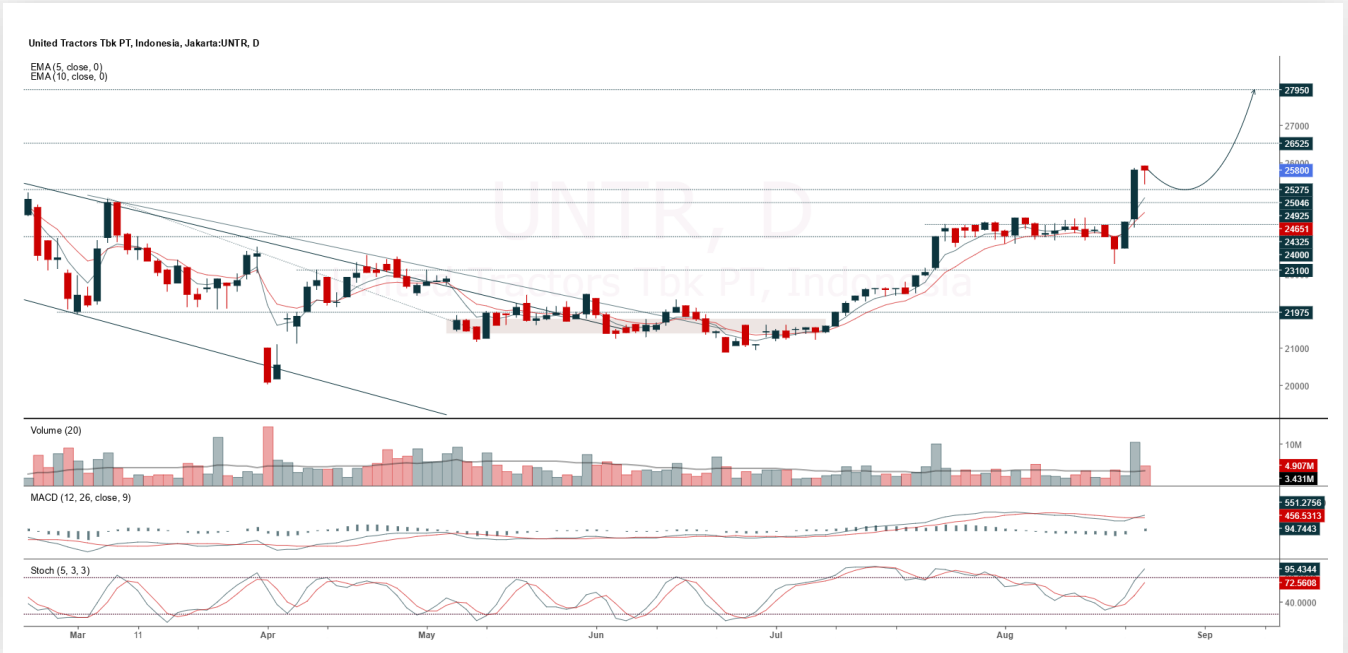 United Tractors Tbk PT, Indonesia, Jakarta:UNTR, D
EMA (5, close, 0)
EMA (10, close, 0)
UNTR, D
Tractors Tbk PT, Indonesia
27950
27000
26525
26000
25800
25275
25046
24925
24651
24325
24000
23100
21975
21000
20000
Volume (20)
10M
4.907M
3.431M
MACD (12, 26, close, 9)
551.2756
456.5313
94.7443
Stoch (5, 3, 3)
95.4344
72.5608
40.0000
Mar 11 Apr May Jun Jul Aug Sep